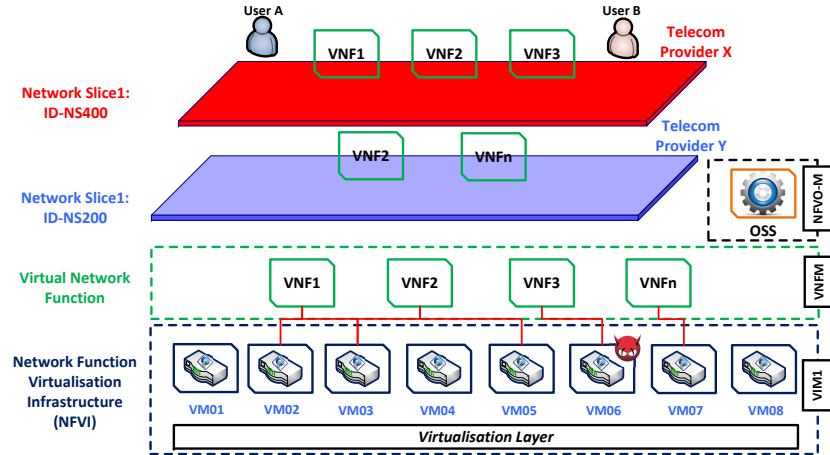 User A
User B
VNF1
VNF2
VNF3
Telecom
Provider X
Network Slice1:
ID-NS400
Telecom
Provider Y
VNF2
VNFn
Network Slice1:
ID-NS200
OSS
NFVO-M
Virtual Network
Function
VNF1
VNF2
VNF3
VNFn
VNFM
Network Function
Virtualisation
Infrastructure
(NFVI)
VM01
VM02
VM03
VM04
VM05
VM06
VM07
VM08
VIM1
Virtualisation Layer